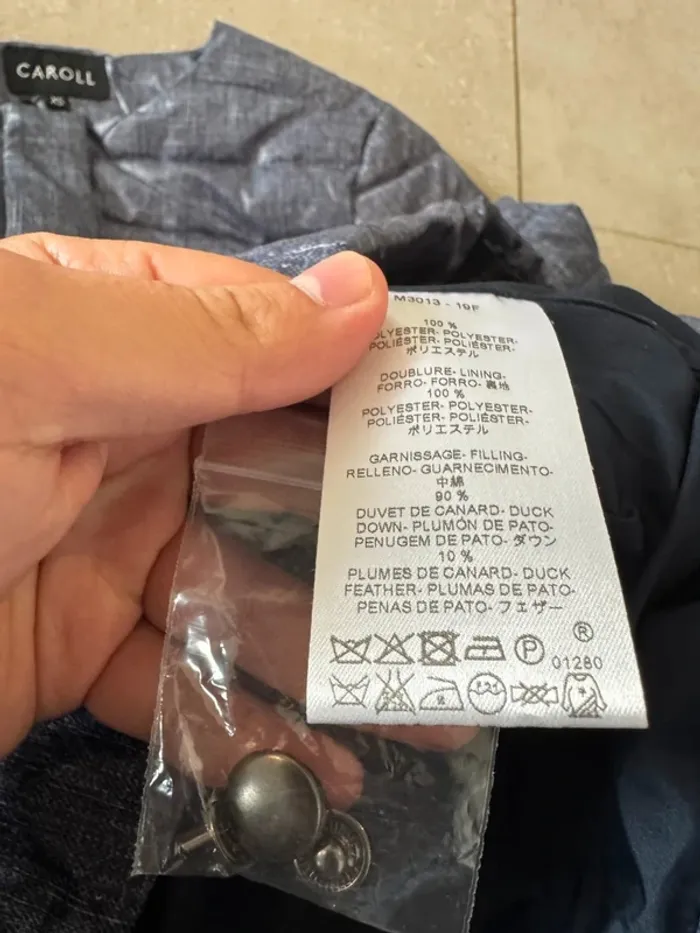 CAROLL
XS
M3013 - 19F
100 %
POLYESTER- POLYESTER-
POLIÉSTER- POLIÉSTER-
ポリエステル
DOUBLURE- LINING-
FORRO- FORRO- 裏地
100 %
POLYESTER- POLYESTER-
POLIÉSTER- POLIÉSTER-
ポリエステル
GARNISSAGE- FILLING-
RELLENO- GUARNECIMENTO-
中綿
90 %
DUVET DE CANARD- DUCK
DOWN- PLUMÓN DE PATO-
PENUGEM DE PATO- ダウン
10 %
PLUMES DE CANARD- DUCK
FEATHER- PLUMAS DE PATO-
PENAS DE PATO- フェザー
P
®
01280